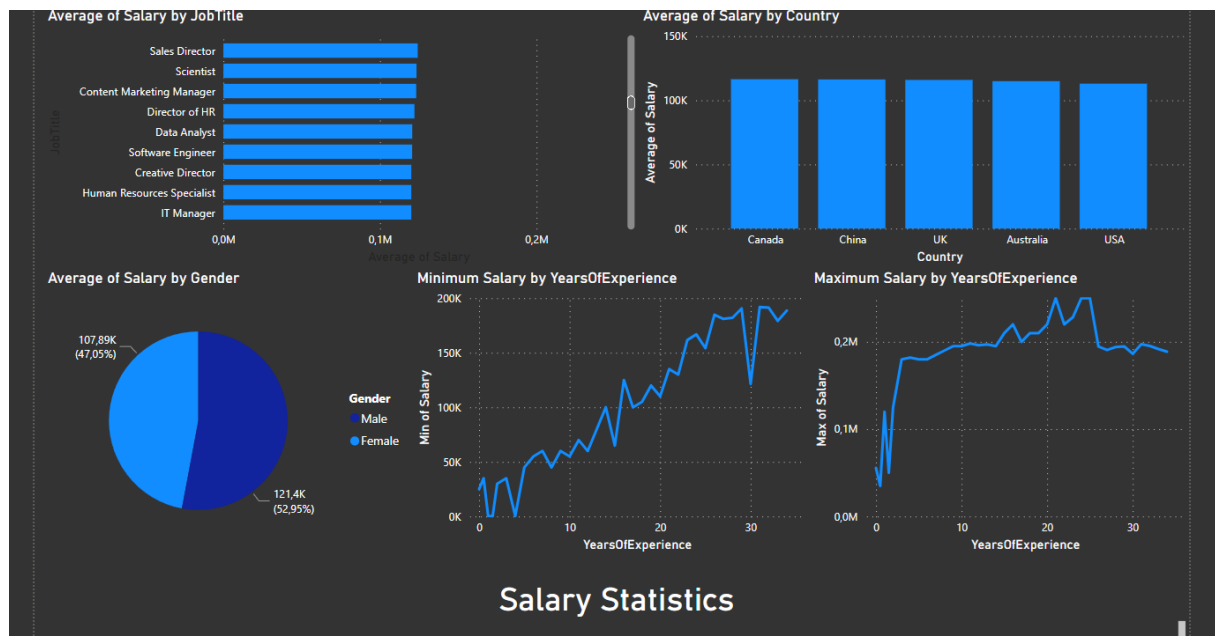 Average of Salary by JobTitle
JobTitle
Sales Director
Scientist
Content Marketing Manager
Director of HR
Data Analyst
Software Engineer
Creative Director
Human Resources Specialist
IT Manager
0,0M 0,1M 0,2M
Average of Salary
Average of Salary by Country
Average of Salary
150K
100K
50K
0K
Canada China UK Australia USA
Country
Average of Salary by Gender
107,89K
(47,05%)
121,4K
(52,95%)
Gender
Male
Female
Minimum Salary by YearsOfExperience
Min of Salary
200K
150K
100K
50K
0K
0 10 20 30
YearsOfExperience
Maximum Salary by YearsOfExperience
Max of Salary
0,2M
0,1M
0,0M
0 10 20 30
YearsOfExperience
Salary Statistics